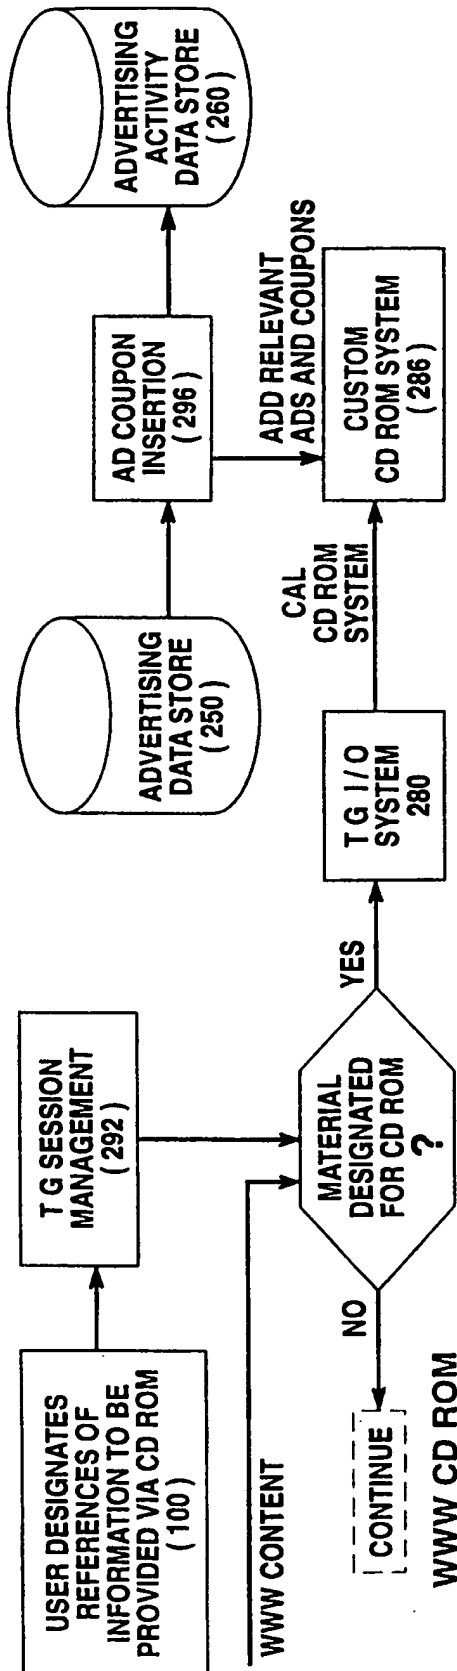 USER DESIGNATES
REFERENCES OF
INFORMATION TO BE
PROVIDED VIA CD ROM
(100)
TG SESSION
MANAGEMENT
(292)
ADVERTISING
DATA STORE
(250)
AD COUPON
INSERTION
(296)
ADVERTISING
ACTIVITY
DATA STORE
(260)
WWW CONTENT
MATERIAL
DESIGNATED
FOR CD ROM
?
NO
CONTINUE
YES
TG I/O
SYSTEM
280
CAL
CD ROM
SYSTEM
ADD RELEVANT
ADS AND COUPONS
CUSTOM
CD ROM SYSTEM
(286)
WWW CD ROM